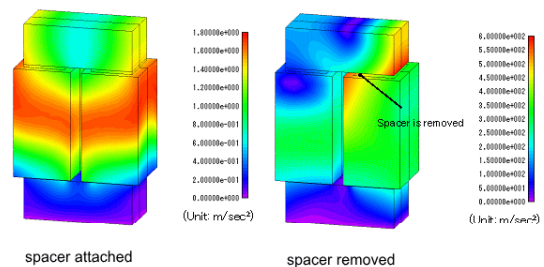 1.80000e+000
1.60000e+000
1.40000e+000
1.20000e+000
1.00000e+000
8.00000e-001
6.00000e-001
4.00000e-001
2.00000e-001
0.00000e+000
(Unit: m/sec²)
spacer attached
6.00000e+002
5.50000e+002
5.00000e+002
4.50000e+002
4.00000e+002
3.50000e+002
3.00000e+002
2.50000e+002
2.00000e+002
1.50000e+002
1.00000e+002
5.00000e+001
0.00000e+000
Spacer is removed
(Unit: m/sec²)
spacer removed